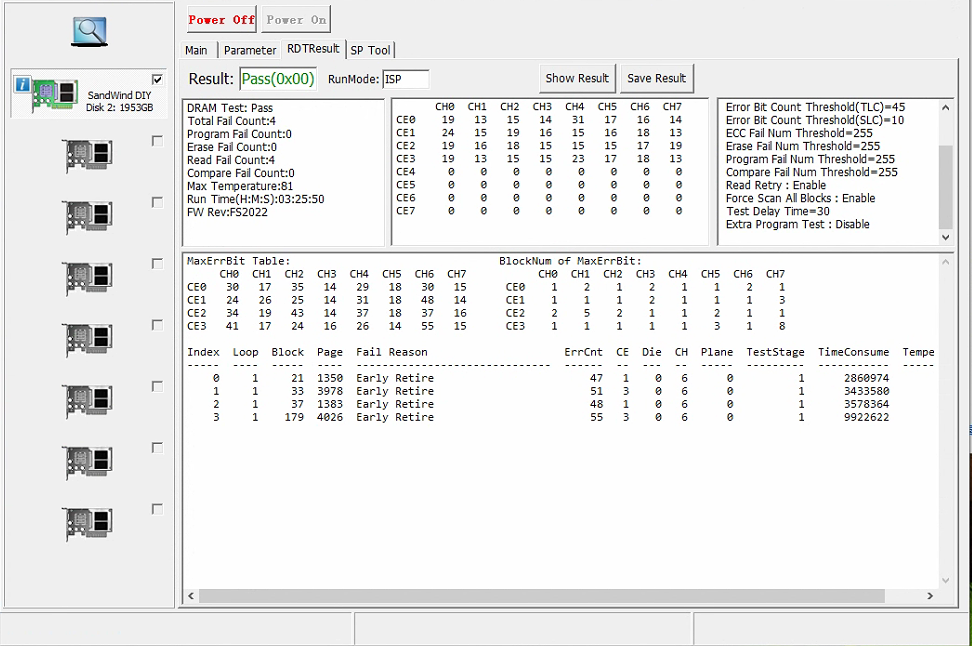 Power Off Power On
Main Parameter RDTResult SP Tool
Result: Pass(0x00) RunMode: ISP Show Result Save Result
i
SandWind DIY
Disk 2: 1953GB
DRAM Test: Pass
Total Fail Count:4
Program Fail Count:0
Erase Fail Count:0
Read Fail Count:4
Compare Fail Count:0
Max Temperature:81
Run Time(H:M:S):03:25:50
FW Rev:FS2022
CH0 CH1 CH2 CH3 CH4 CH5 CH6 CH7
CE0 19 13 15 14 31 17 16 14
CE1 24 15 19 16 15 16 18 13
CE2 19 16 18 15 15 15 17 19
CE3 19 13 15 15 23 17 18 13
CE4 0 0 0 0 0 0 0 0
CE5 0 0 0 0 0 0 0 0
CE6 0 0 0 0 0 0 0 0
CE7 0 0 0 0 0 0 0 0
Error Bit Count Threshold(TLC)=45
Error Bit Count Threshold(SLC)=10
ECC Fail Num Threshold=255
Erase Fail Num Threshold=255
Program Fail Num Threshold=255
Compare Fail Num Threshold=255
Read Retry : Enable
Force Scan All Blocks : Enable
Test Delay Time=30
Extra Program Test : Disable
MaxErrBit Table:
CH0 CH1 CH2 CH3 CH4 CH5 CH6 CH7
CE0 30 17 35 14 29 18 30 15
CE1 24 26 25 14 31 18 48 14
CE2 34 19 43 14 37 18 37 16
CE3 41 17 24 16 26 14 55 15
BlockNum of MaxErrBit:
CH0 CH1 CH2 CH3 CH4 CH5 CH6 CH7
CE0 1 2 1 2 1 1 2 1
CE1 1 1 1 2 1 1 1 3
CE2 2 5 2 1 1 2 1 1
CE3 1 1 1 1 1 3 1 8
Index Loop Block Page Fail Reason ErrCnt CE Die CH Plane TestStage TimeConsume Tempe
0 1 21 1350 Early Retire 47 1 0 6 0 1 2860974
1 1 33 3978 Early Retire 51 3 0 6 0 1 3433580
2 1 37 1383 Early Retire 48 1 0 6 0 1 3578364
3 1 179 4026 Early Retire 55 3 0 6 0 1 9922622